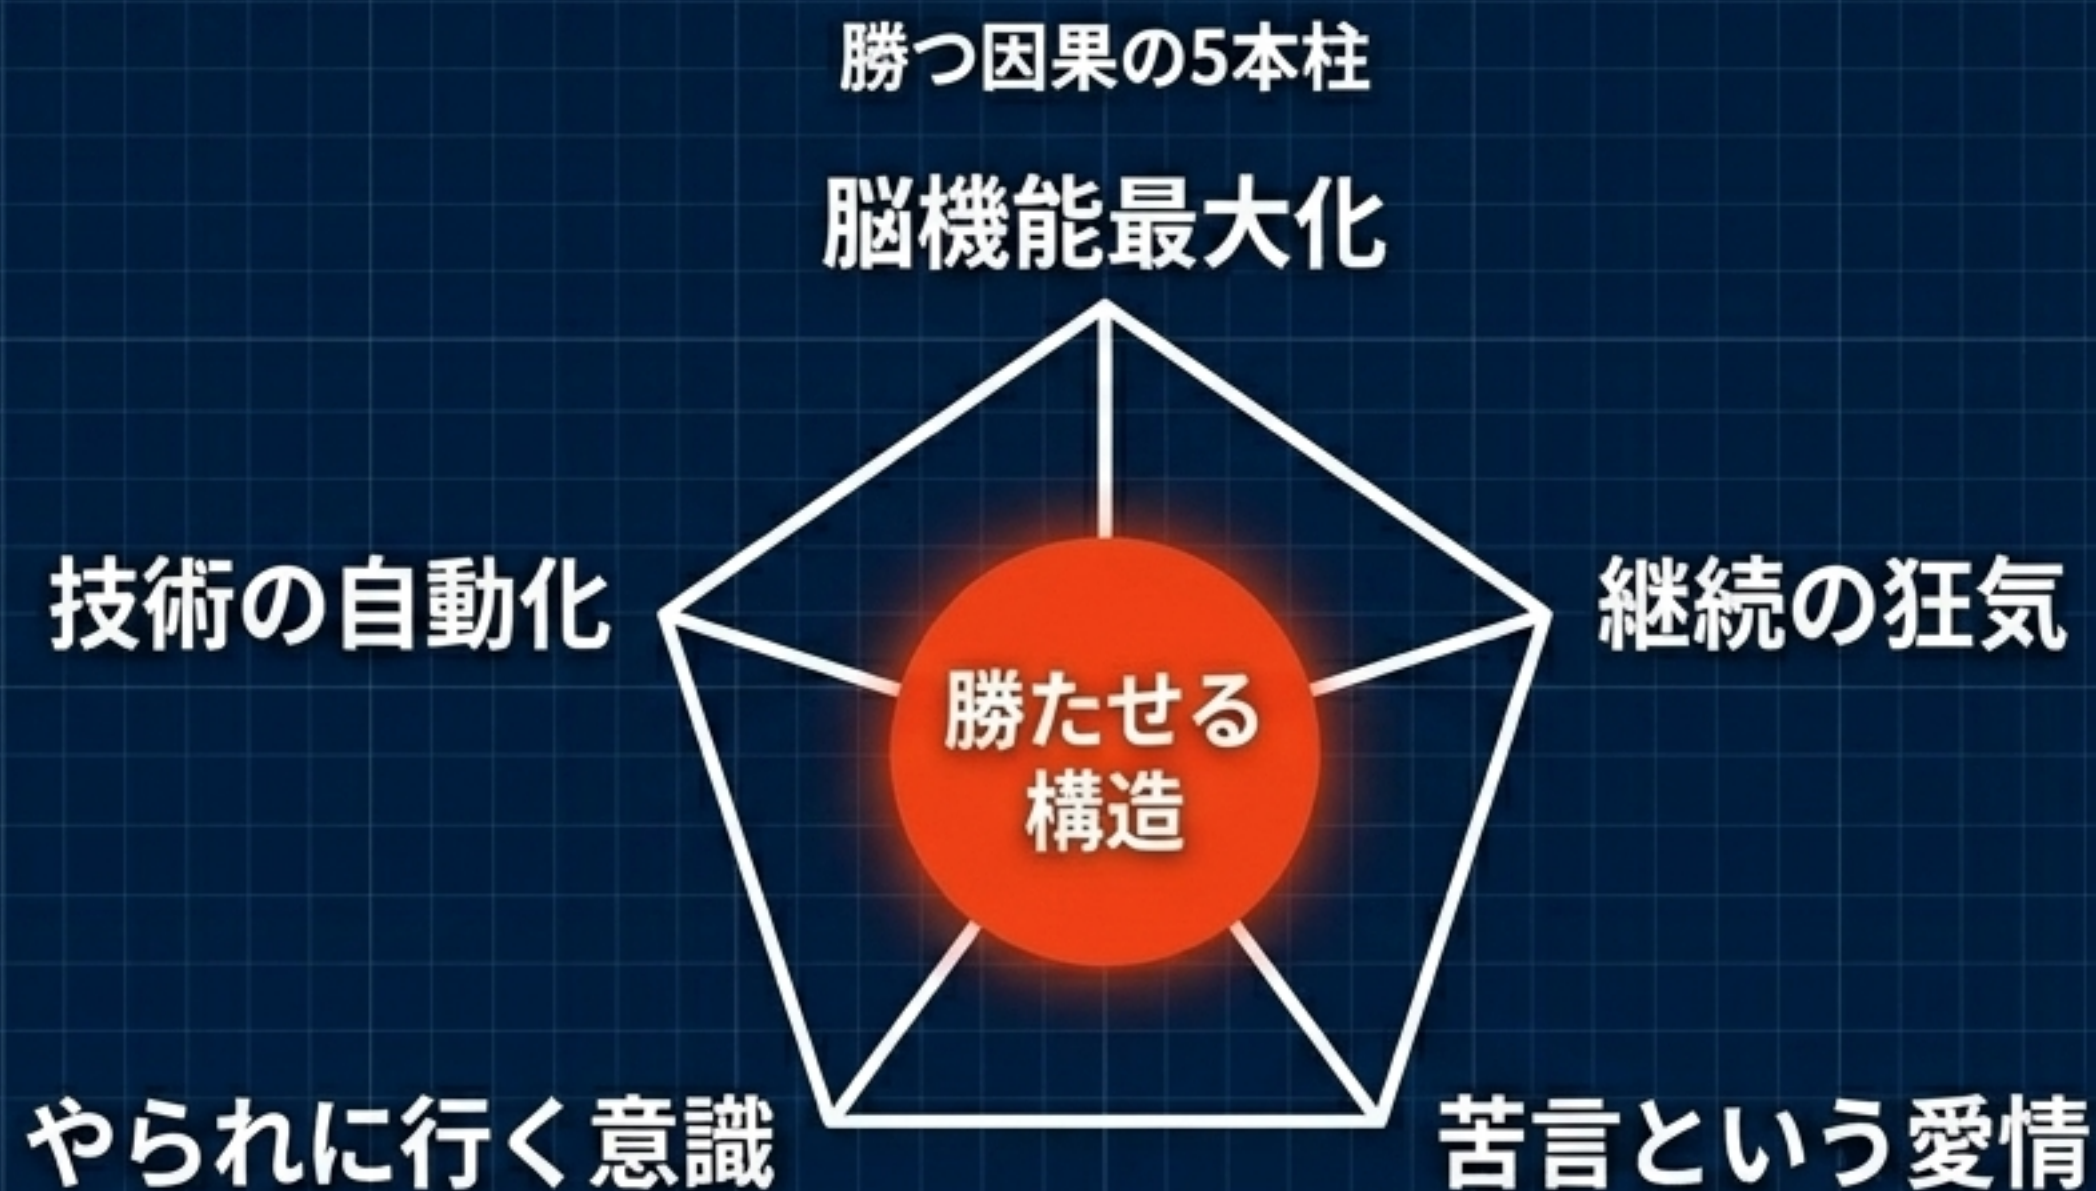 勝つ因果の5本柱
脳機能最大化
技術の自動化
継続の狂気
勝たせる
構造
やられに行く意識
苦言という愛情